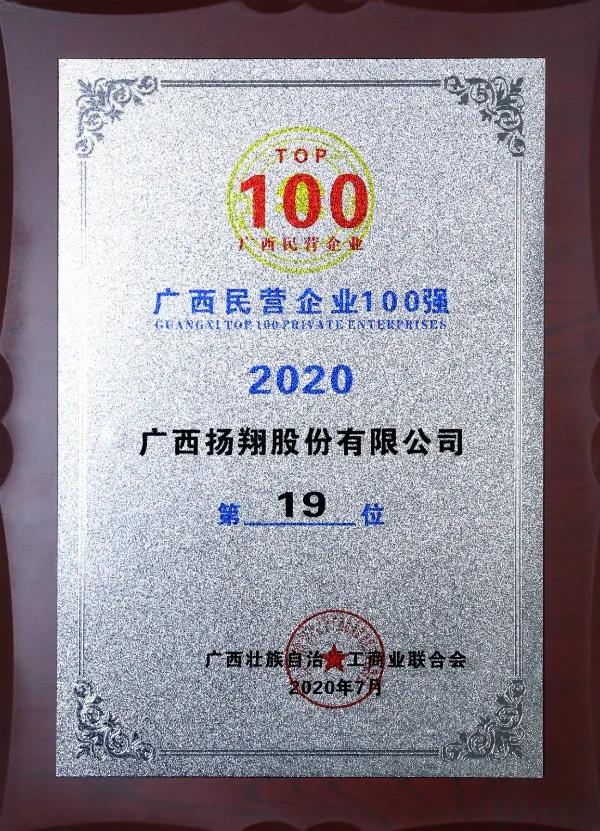 TOP
100
广西民营企业
广西民营企业100强
GUANGXI TOP 100 PRIVATE ENTERPRISES
2020
广西扬翔股份有限公司
第 19 位
广西壮族自治 工商业联合会
2020年7月